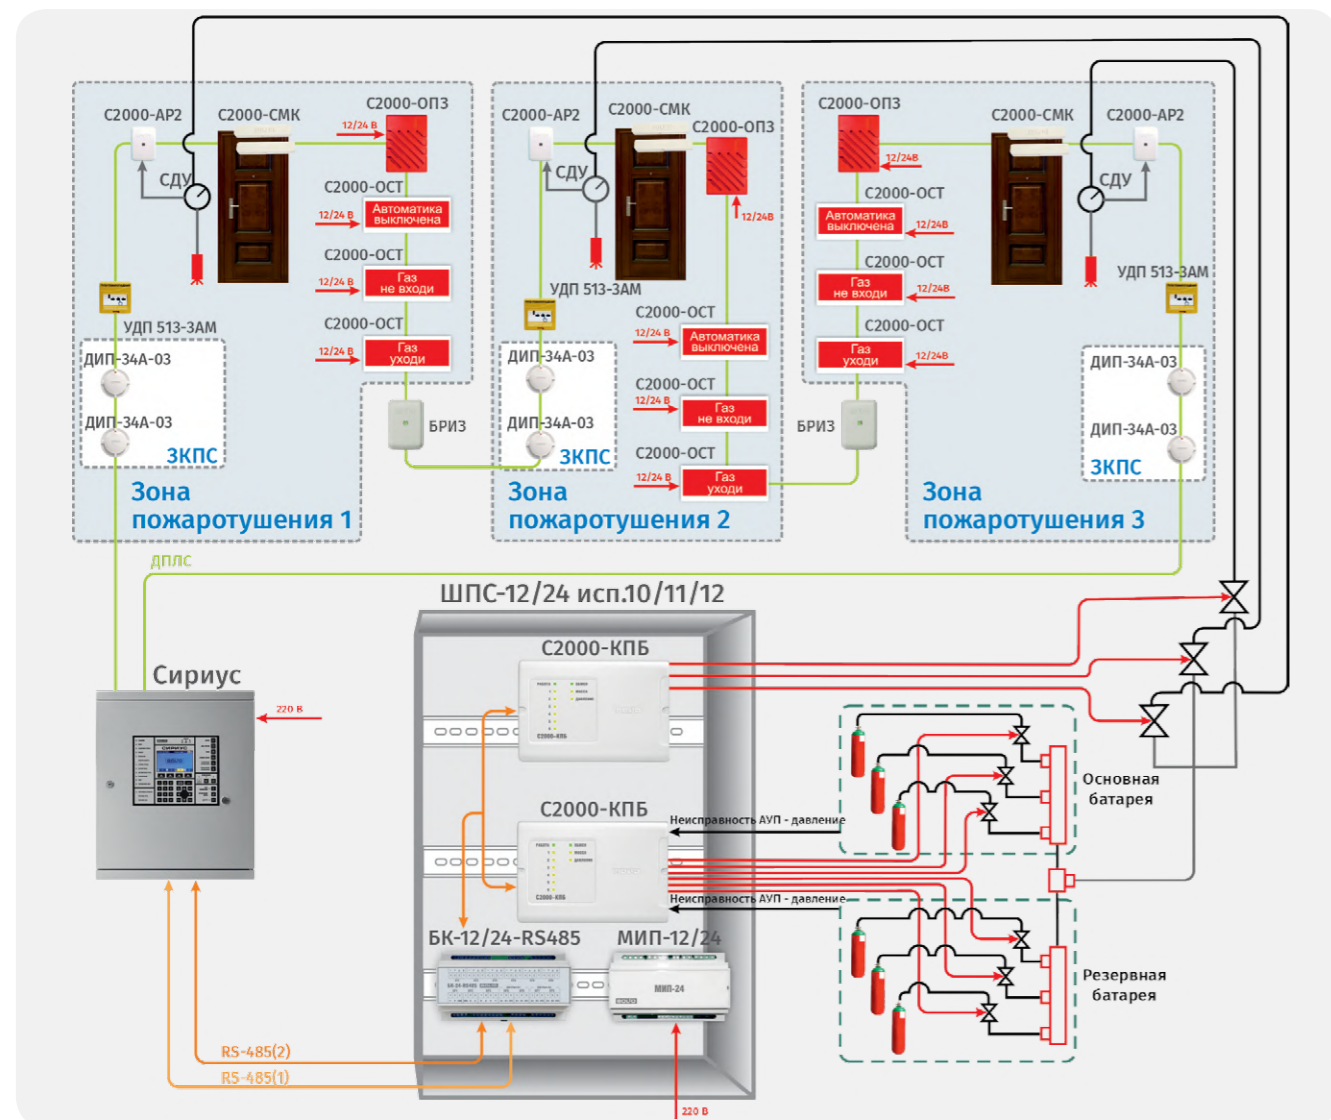 С2000-АР2
С2000-СМК
С2000-ОПЗ
12/24 В
СДУ
С2000-ОСТ
Автоматика
выключена
12/24 В
С2000-ОСТ
Газ
не входи
12/24 В
С2000-ОСТ
Газ
уходи
12/24 В
УДП 513-3АМ
ДИП-34А-03
ДИП-34А-03
ЗКПС
Зона
пожаротушения 1
БРИЗ
С2000-АР2
С2000-СМК
С2000-ОПЗ
12/24В
СДУ
УДП 513-3АМ
С2000-ОСТ
Автоматика
выключена
12/24 В
С2000-ОСТ
Газ
не входи
12/24 В
С2000-ОСТ
Газ
уходи
12/24 В
ДИП-34А-03
ДИП-34А-03
ЗКПС
Зона
пожаротушения 2
БРИЗ
С2000-ОПЗ
12/24В
С2000-СМК
С2000-АР2
СДУ
С2000-ОСТ
Автоматика
выключена
12/24В
С2000-ОСТ
Газ
не входи
12/24В
С2000-ОСТ
Газ
уходи
12/24В
УДП 513-3АМ
ДИП-34А-03
ДИП-34А-03
ЗКПС
Зона
пожаротушения 3
ДПЛС
ШПС-12/24 исп.10/11/12
Сириус
220 В
СИРИУС
С2000-КПБ
С2000-КПБ
С2000-КПБ
С2000-КПБ
Неисправность АУП - давление
Неисправность АУП - давление
Основная
батарея
Резервная
батарея
БК-12/24-RS485
МИП-12/24
МИП-24
RS-485(2)
RS-485(1)
220 В